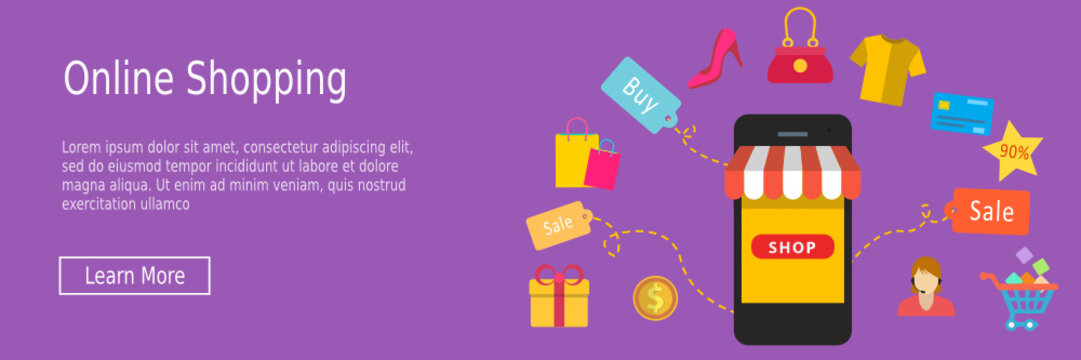 Online Shopping
Lorem ipsum dolor sit amet, consectetur adipiscing elit,
sed do eiusmod tempor incididunt ut labore et dolore
magna aliqua. Ut enim ad minim veniam, quis nostrud
exercitation ullamco
Learn More
Buy
90%
Sale
Sale
SHOP
$